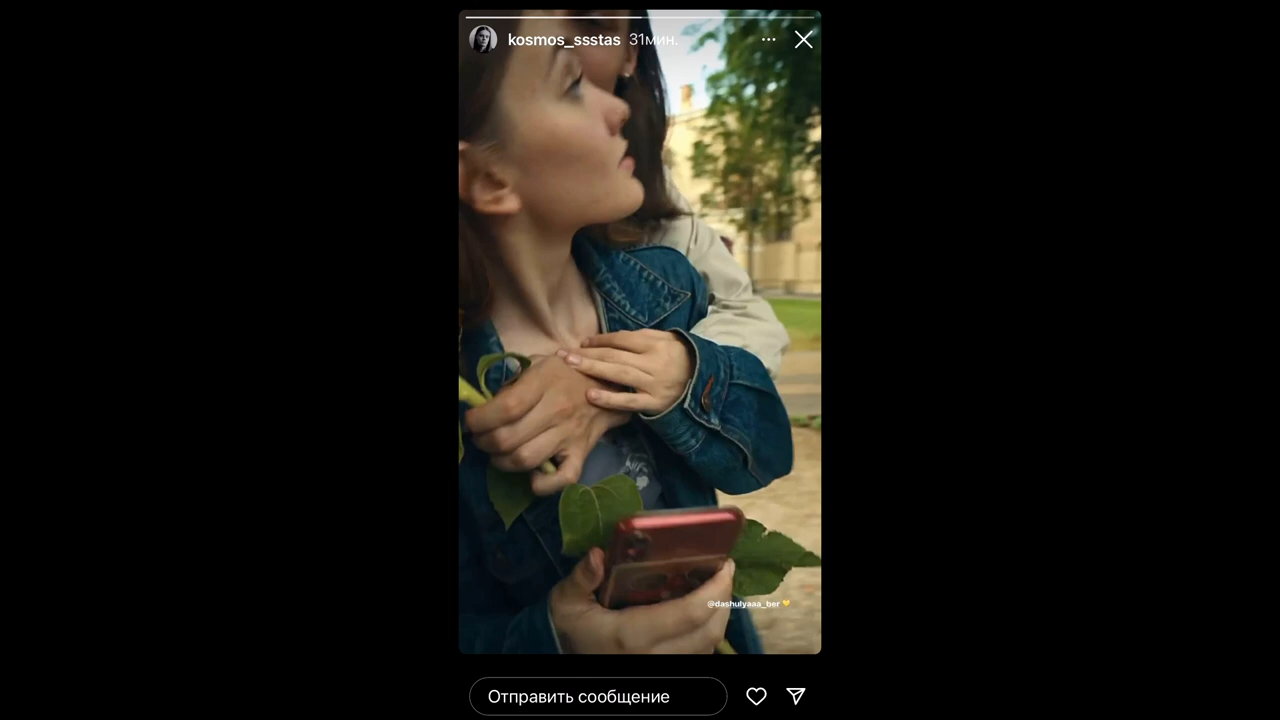 kosmos_ssstas 31мин.
@dashulyaaa_ber 💛
Отправить сообщение